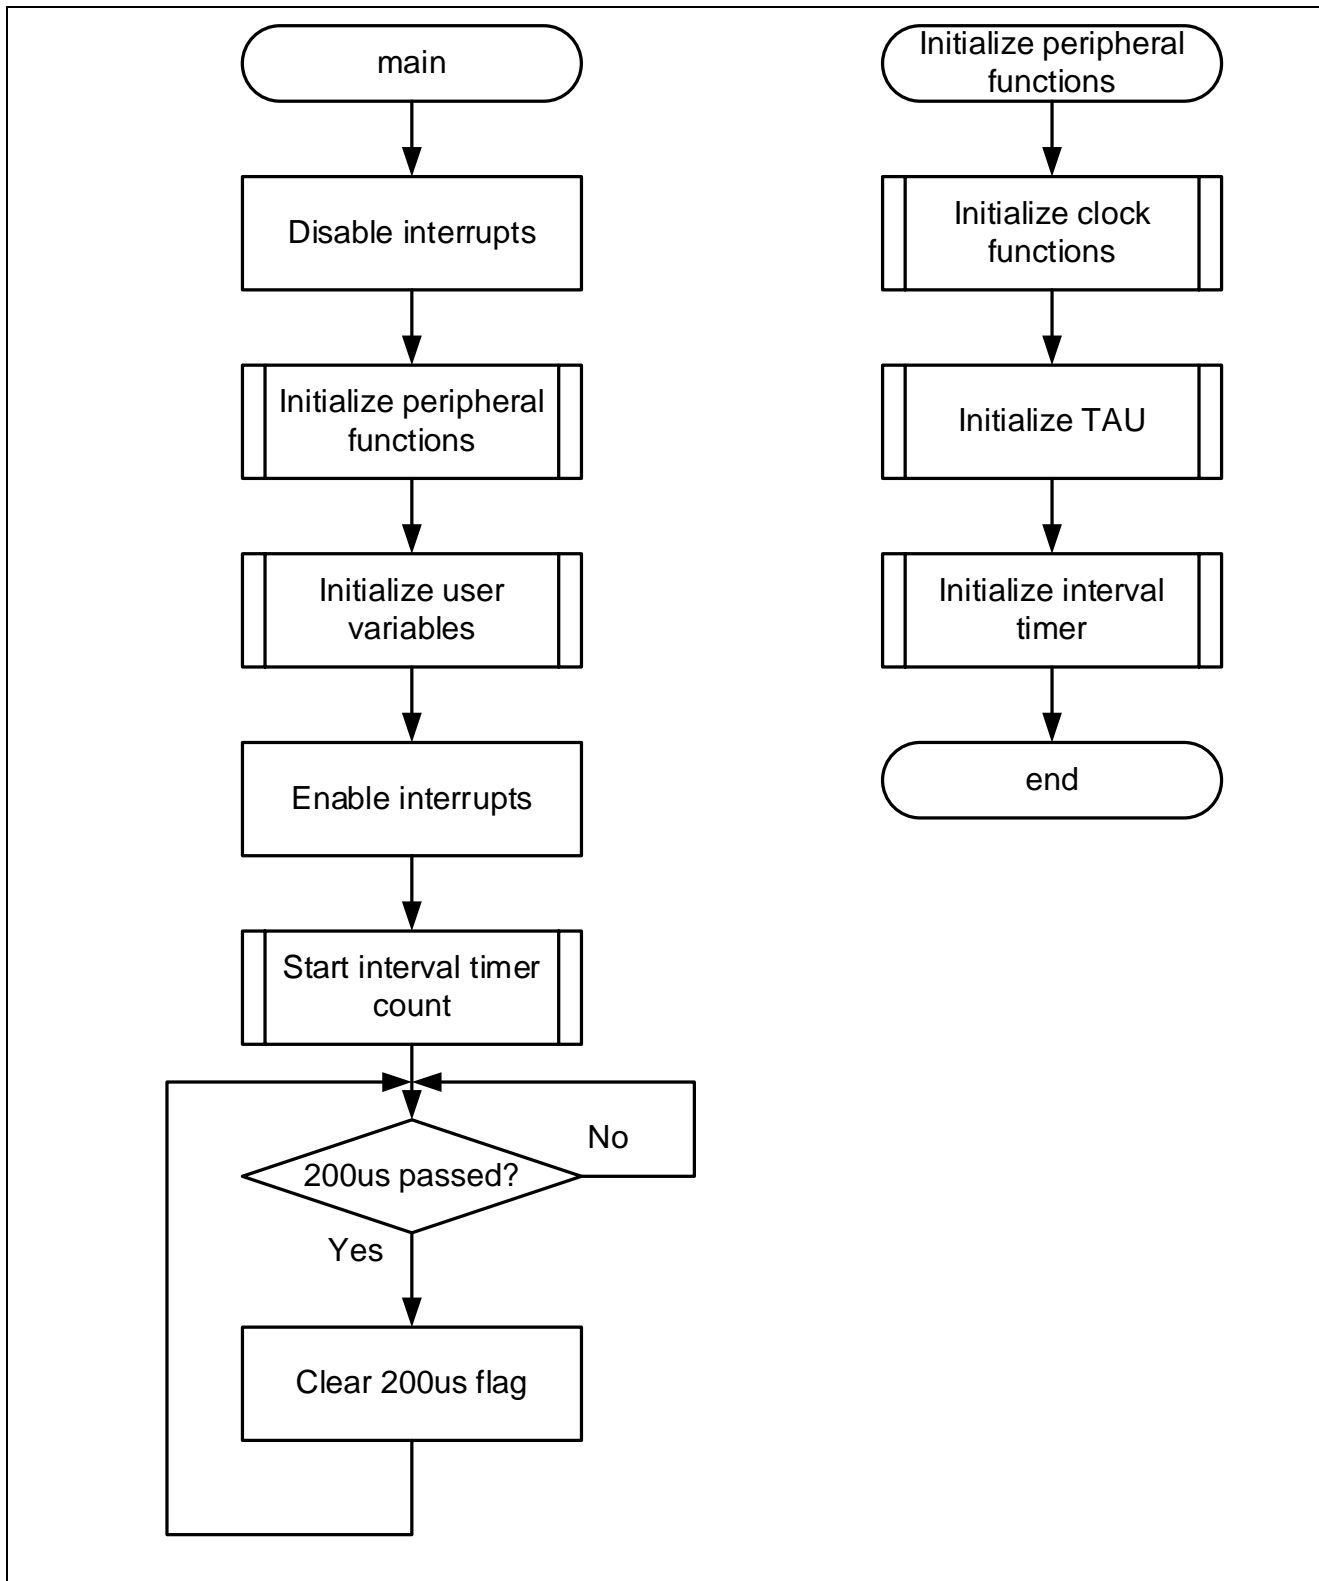 main
Disable interrupts
Initialize peripheral
functions
Initialize user
variables
Enable interrupts
Start interval timer
count
200us passed?
No
Yes
Clear 200us flag
Initialize peripheral
functions
Initialize clock
functions
Initialize TAU
Initialize interval
timer
end